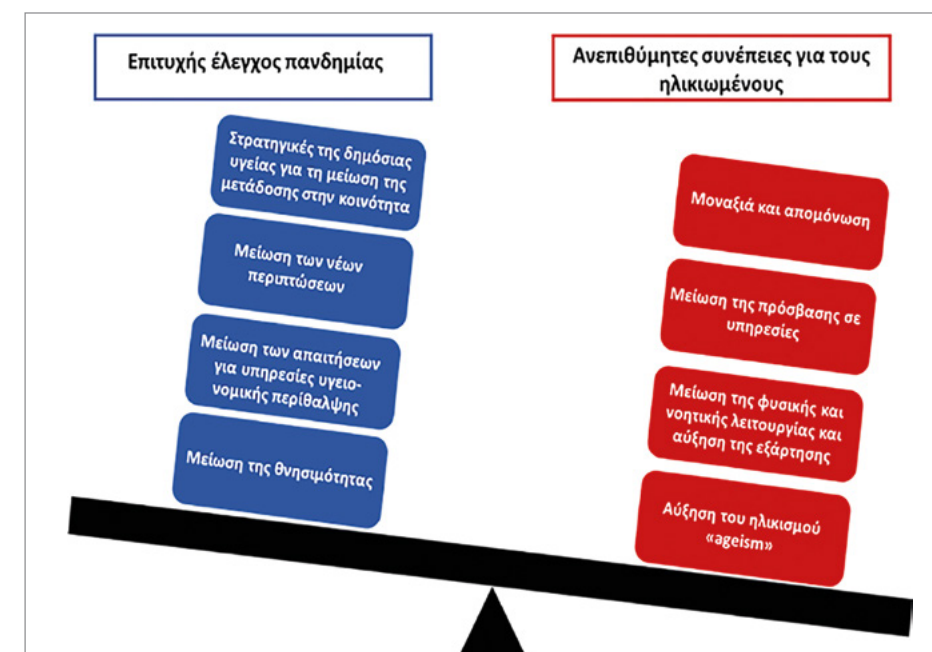 Επιτυχής έλεγχος πανδημίας
Στρατηγικές της δημόσιας
υγείας για τη μείωση της
μετάδοσης στην κοινότητα
Μείωση των νέων
περιπτώσεων
Μείωση των απαιτήσεων
για υπηρεσίες υγειο-
νομικής περίθαλψης
Μείωση της θνησιμότητας
Ανεπιθύμητες συνέπειες για τους
ηλικιωμένους
Μοναξιά και απομόνωση
Μείωση της πρόσβασης σε
υπηρεσίες
Μείωση της φυσικής και
νοητικής λειτουργίας και
αύξηση της εξάρτησης
Αύξηση του ηλικισμού
«ageism»